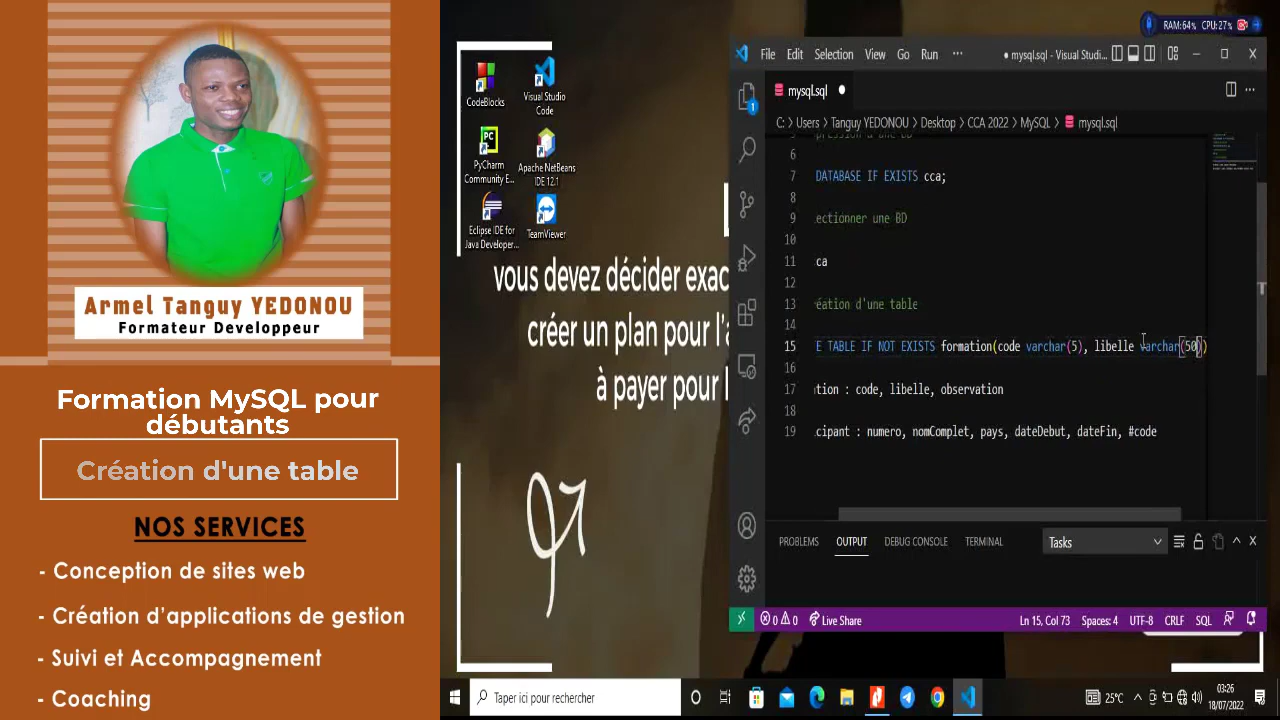 Armel Tanguy YEDONOU
Formateur Developpeur
Formation MySQL pour
débutants
Création d'une table
NOS SERVICES
- Conception de sites web
- Création d'applications de gestion
- Suivi et Accompagnement
- Coaching
RAM:64% CPU:27%
CodeBlocks
Visual Studio
Code
PyCharm
Community E...
Apache NetBeans
IDE 12.1
Eclipse IDE for
Java Developer...
TeamViewer
vous devez décider exac
créer un plan pour l'a
à payer pour l
File Edit Selection View Go Run ···
● mysql.sql - Visual Studi...
mysql.sql ●
C: > Users > Tanguy YEDONOU > Desktop > CCA 2022 > MySQL > mysql.sql
6
7 DATABASE IF EXISTS cca;
8
9 ectionner une BD
10
11 ca
12
13 éation d'une table
14
15 E TABLE IF NOT EXISTS formation(code varchar(5), libelle varchar(50))
16
17 tion : code, libelle, observation
18
19 cipant : numero, nomComplet, pays, dateDebut, dateFin, #code
PROBLEMS OUTPUT DEBUG CONSOLE TERMINAL Tasks
0 0 Live Share Ln 15, Col 73 Spaces: 4 UTF-8 CRLF SQL
Taper ici pour rechercher
25°C
03:26
18/07/2022